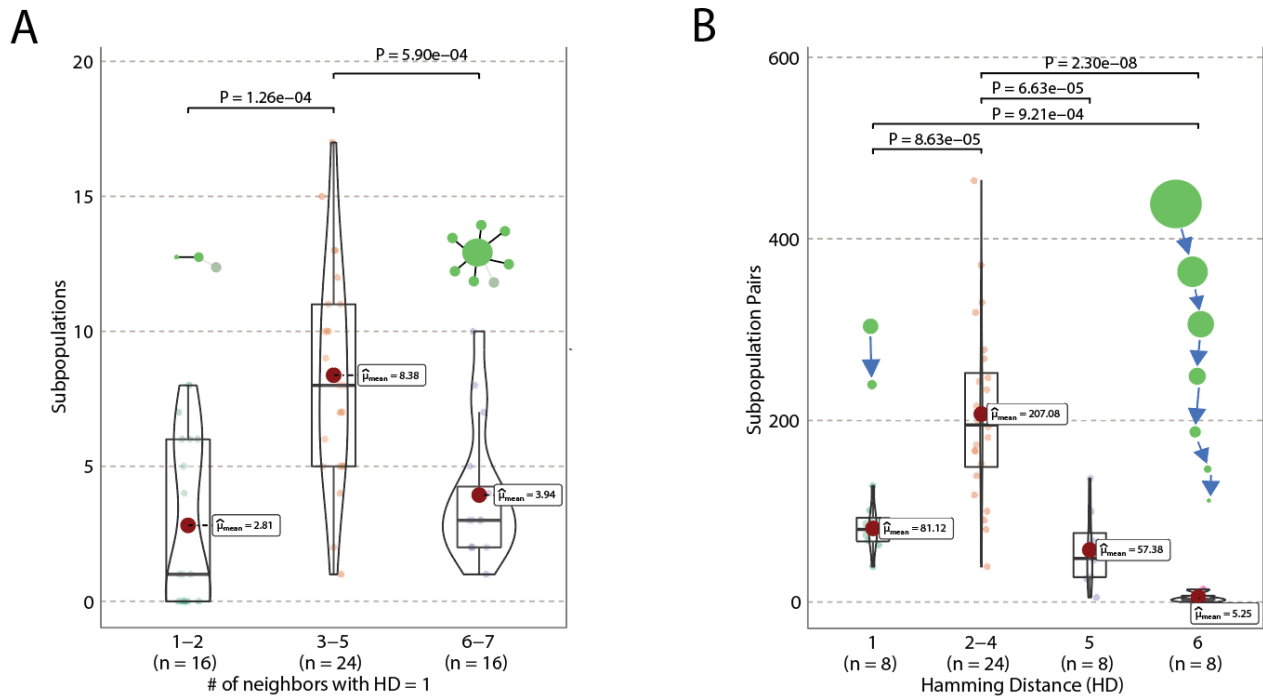 A
B
P = 5.90e−04
P = 1.26e−04
20
15
10
5
0
Subpopulations
μ̂mean = 2.81
μ̂mean = 8.38
μ̂mean = 3.94
1−2
(n = 16)
3−5
(n = 24)
6−7
(n = 16)
# of neighbors with HD = 1
P = 2.30e−08
P = 6.63e−05
P = 9.21e−04
P = 8.63e−05
600
400
200
0
Subpopulation Pairs
μ̂mean = 81.12
μ̂mean = 207.08
μ̂mean = 57.38
μ̂mean = 5.25
1
(n = 8)
2−4
(n = 24)
5
(n = 8)
6
(n = 8)
Hamming Distance (HD)